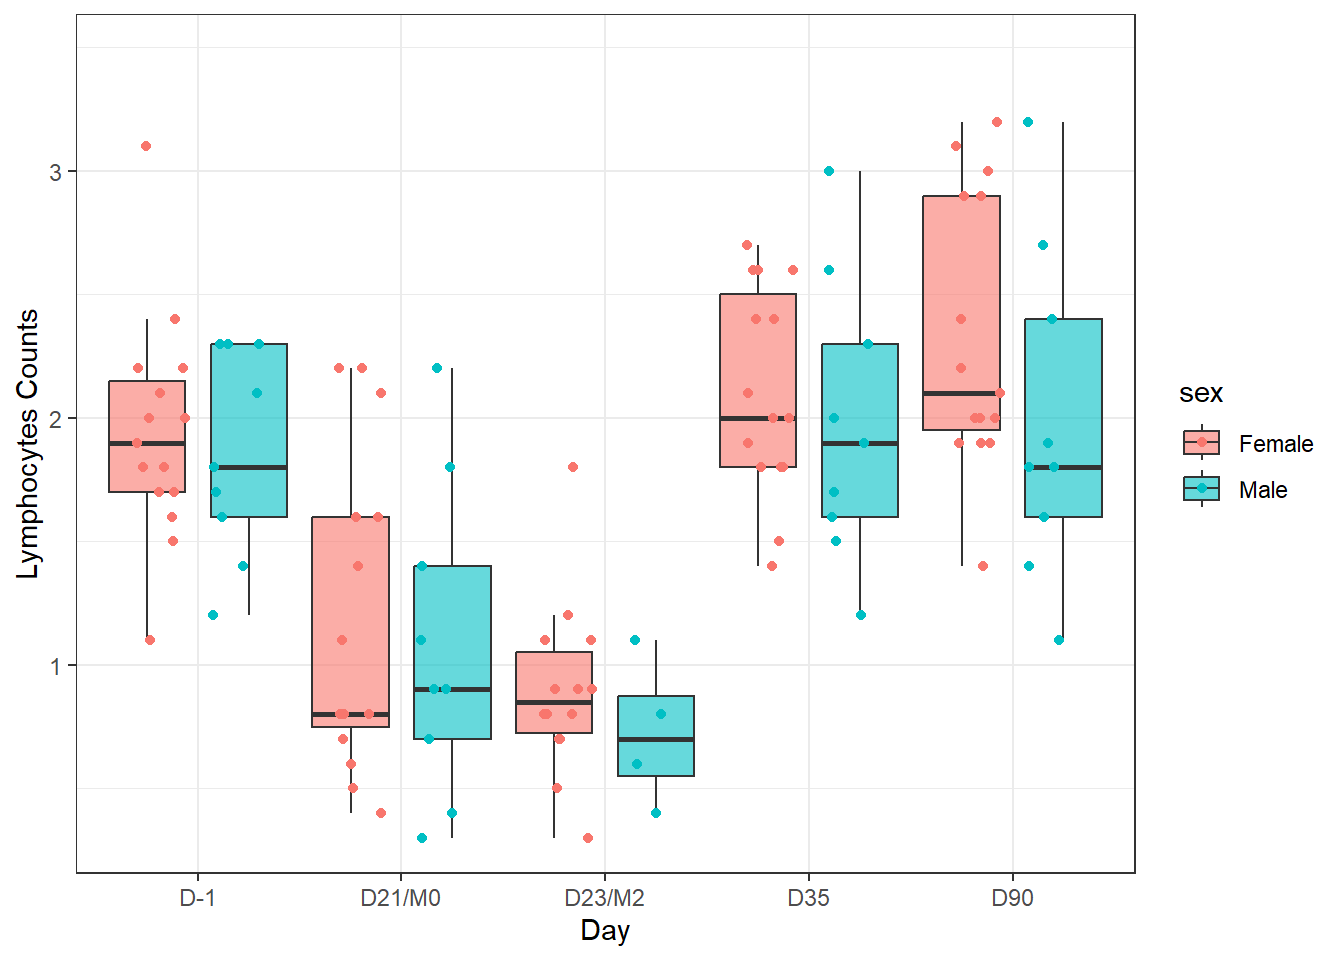 3
2
1
Lymphocytes Counts
D-1
D21/M0
D23/M2
D35
D90
Day
sex
Female
Male